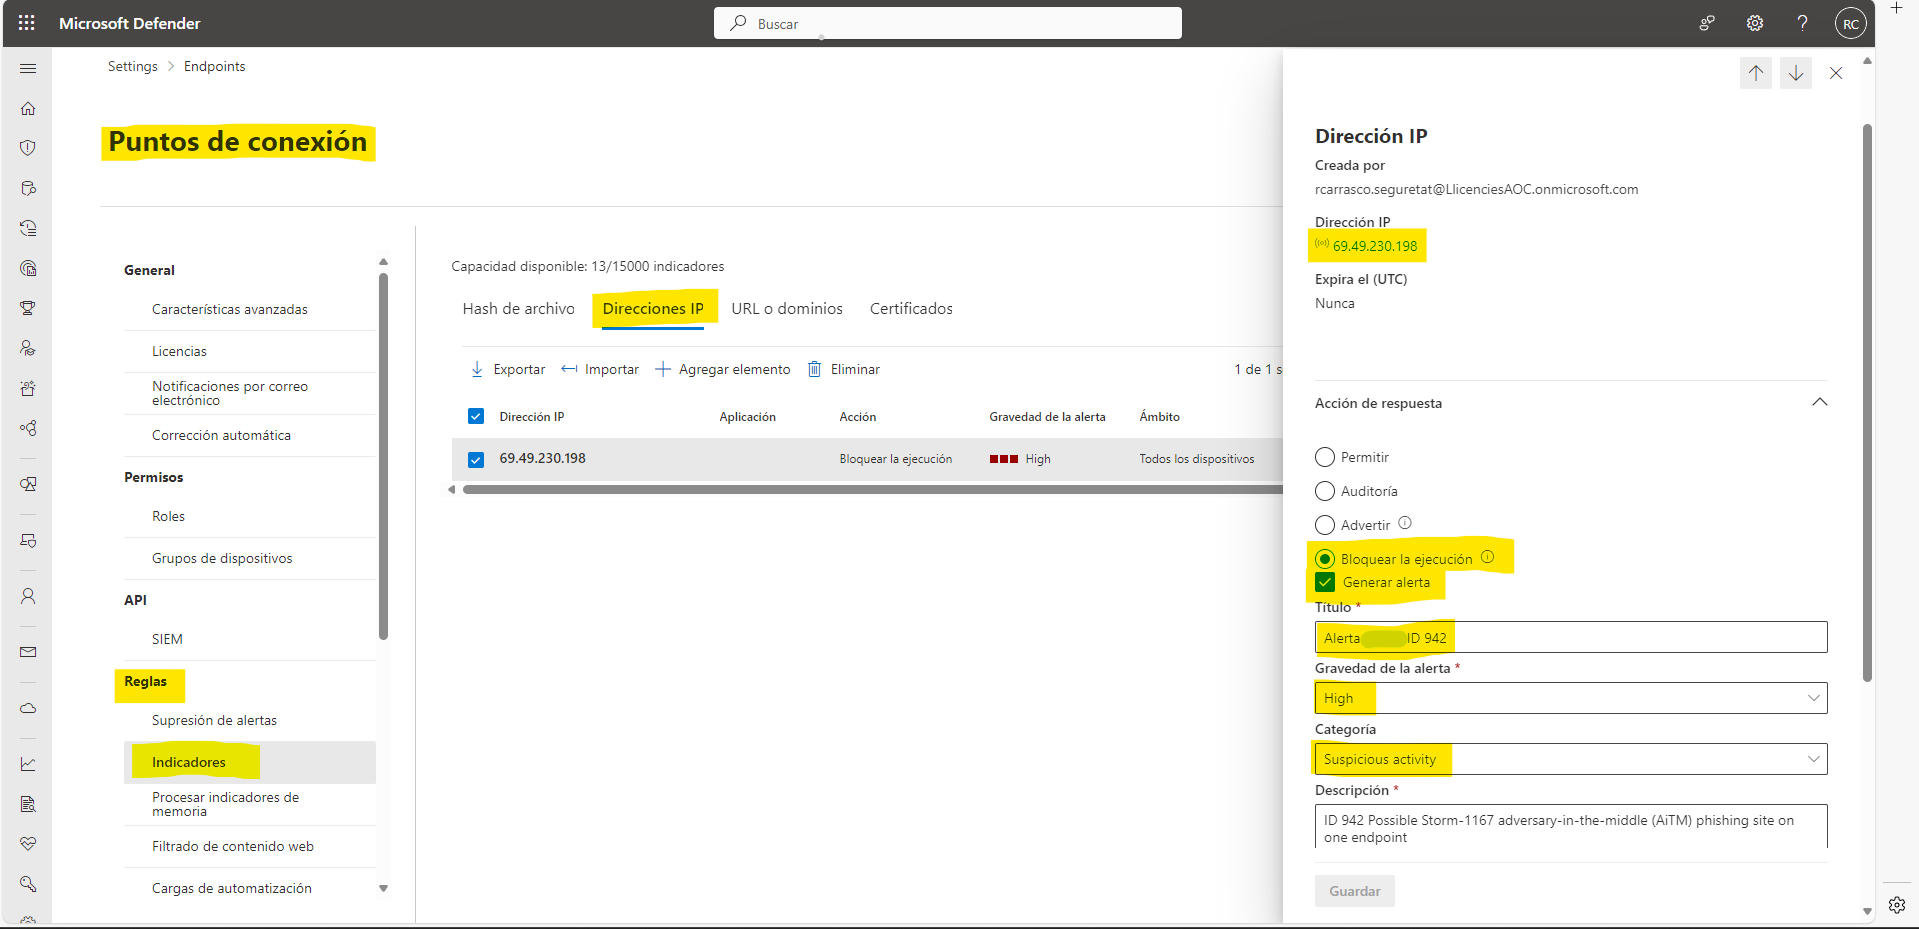 Microsoft Defender
Buscar
RC
Settings > Endpoints
Puntos de conexión
General
Características avanzadas
Licencias
Notificaciones por correo
electrónico
Corrección automática
Permisos
Roles
Grupos de dispositivos
API
SIEM
Reglas
Supresión de alertas
Indicadores
Procesar indicadores de
memoria
Filtrado de contenido web
Cargas de automatización
Capacidad disponible: 13/15000 indicadores
Hash de archivo Direcciones IP URL o dominios Certificados
Exportar Importar Agregar elemento Eliminar 1 de 1 s
Dirección IP Aplicación Acción Gravedad de la alerta Ámbito
69.49.230.198 Bloquear la ejecución High Todos los dispositivos
Dirección IP
Creada por
rcarrasco.seguretat@LlicenciesAOC.onmicrosoft.com
Dirección IP
69.49.230.198
Expira el (UTC)
Nunca
Acción de respuesta
Permitir
Auditoría
Advertir
Bloquear la ejecución
Generar alerta
Título *
Alerta ID 942
Gravedad de la alerta *
High
Categoría
Suspicious activity
Descripción *
ID 942 Possible Storm-1167 adversary-in-the-middle (AiTM) phishing site on
one endpoint
Guardar